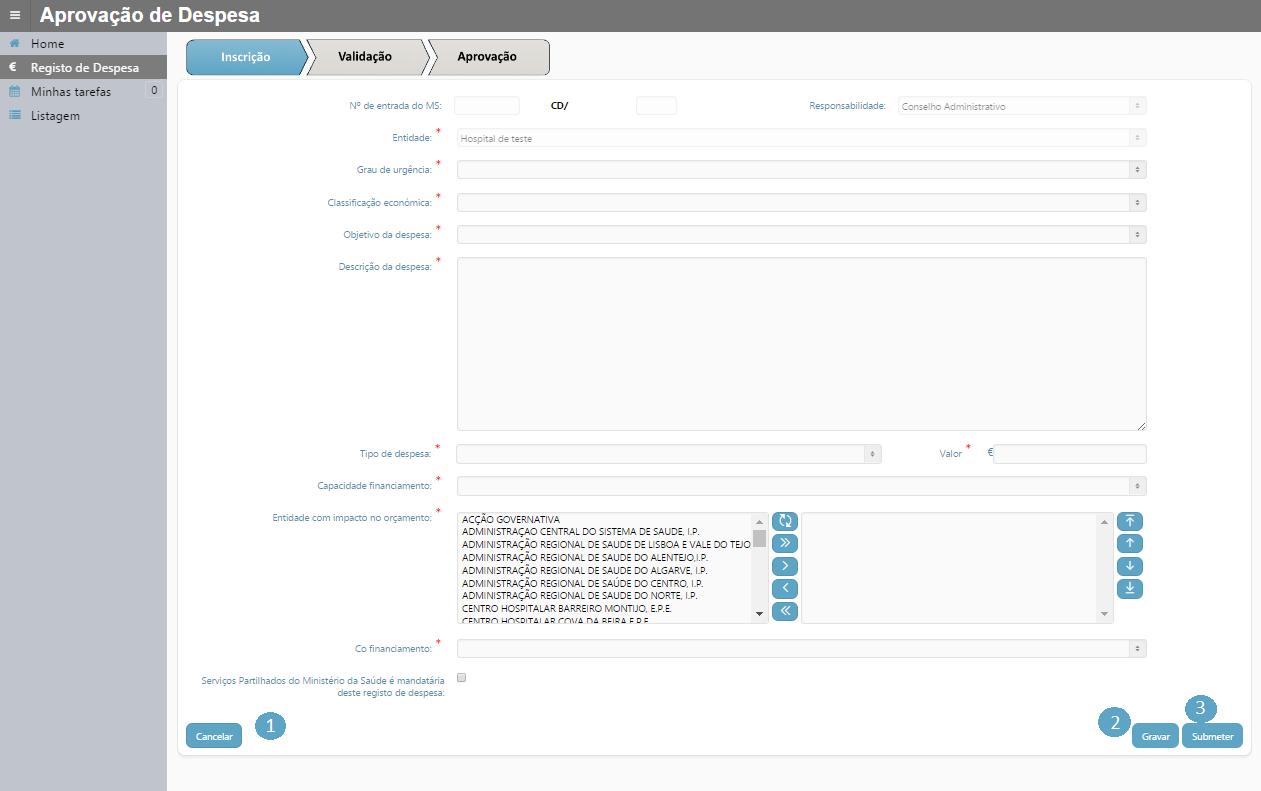 Aprovação de Despesa
Home
€ Registo de Despesa
Minhas tarefas 0
Listagem
Inscrição Validação Aprovação
Nº de entrada do MS: CD/ Responsabilidade: Conselho Administrativo
Entidade: * Hospital de teste
Grau de urgência: *
Classificação económica: *
Objetivo da despesa: *
Descrição da despesa: *
Tipo de despesa: * Valor * €
Capacidade financiamento: *
Entidade com impacto no orçamento: *
ACÇÃO GOVERNATIVA
ADMINISTRAÇAO CENTRAL DO SISTEMA DE SAUDE, I.P.
ADMINISTRAÇÃO REGIONAL DE SAUDE DE LISBOA E VALE DO TEJO
ADMINISTRAÇÃO REGIONAL DE SAUDE DO ALENTEJO,I.P.
ADMINISTRAÇÃO REGIONAL DE SAUDE DO ALGARVE, I.P.
ADMINISTRAÇÃO REGIONAL DE SAÚDE DO CENTRO, I.P.
ADMINISTRAÇÃO REGIONAL DE SAUDE DO NORTE, I.P.
CENTRO HOSPITALAR BARREIRO MONTIJO, E.P.E.
CENTRO HOSPITALAR COVA DA BEIRA E.P.E.
Co financiamento: *
Serviços Partilhados do Ministério da Saúde é mandatária
deste registo de despesa:
Cancelar 1 2 Gravar 3 Submeter